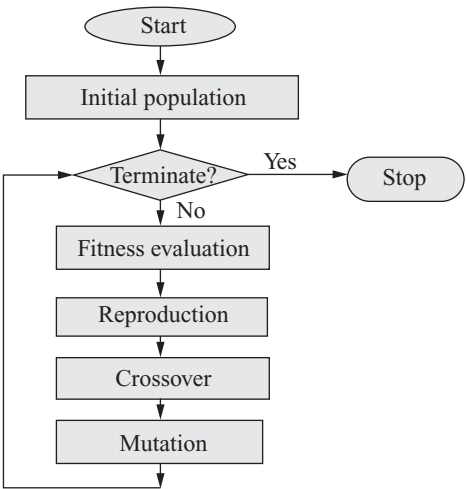 Start
Initial population
Terminate?
Yes
Stop
No
Fitness evaluation
Reproduction
Crossover
Mutation